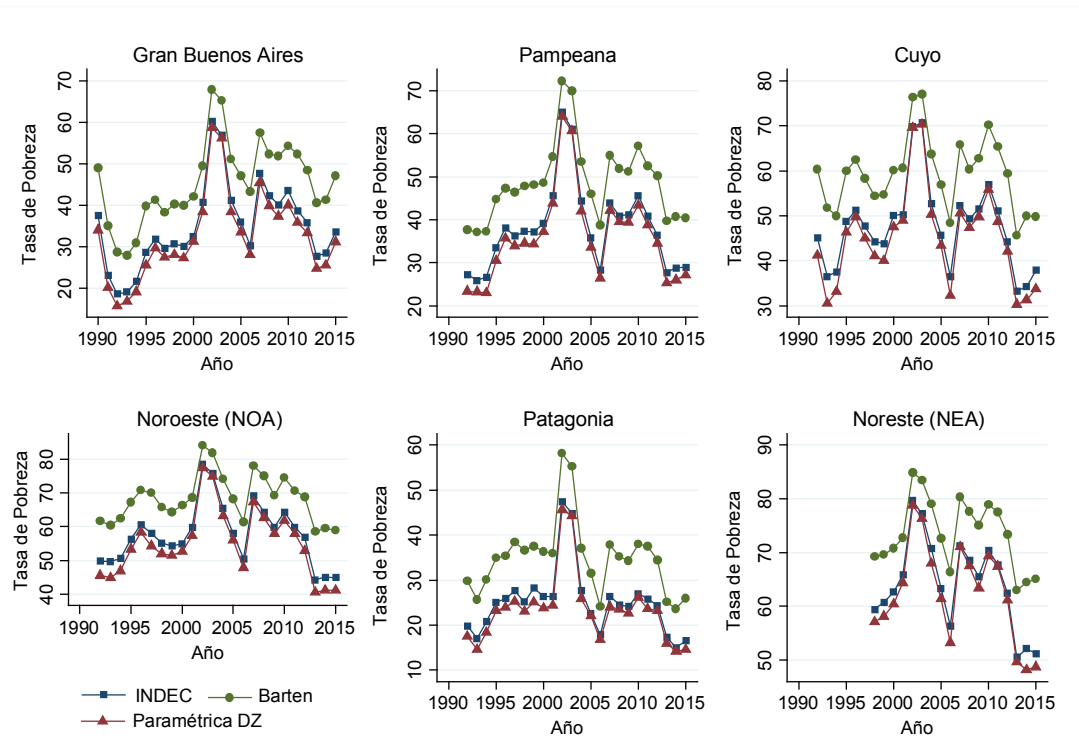 Gran Buenos Aires
Tasa de Pobreza
20 30 40 50 60 70
1990 1995 2000 2005 2010 2015
Año
Pampeana
Tasa de Pobreza
20 30 40 50 60 70
1990 1995 2000 2005 2010 2015
Año
Cuyo
Tasa de Pobreza
30 40 50 60 70 80
1990 1995 2000 2005 2010 2015
Año
Noroeste (NOA)
Tasa de Pobreza
40 50 60 70 80
1990 1995 2000 2005 2010 2015
Año
Patagonia
Tasa de Pobreza
10 20 30 40 50 60
1990 1995 2000 2005 2010 2015
Año
Noreste (NEA)
Tasa de Pobreza
50 60 70 80 90
1990 1995 2000 2005 2010 2015
Año
INDEC Barten
Paramétrica DZ